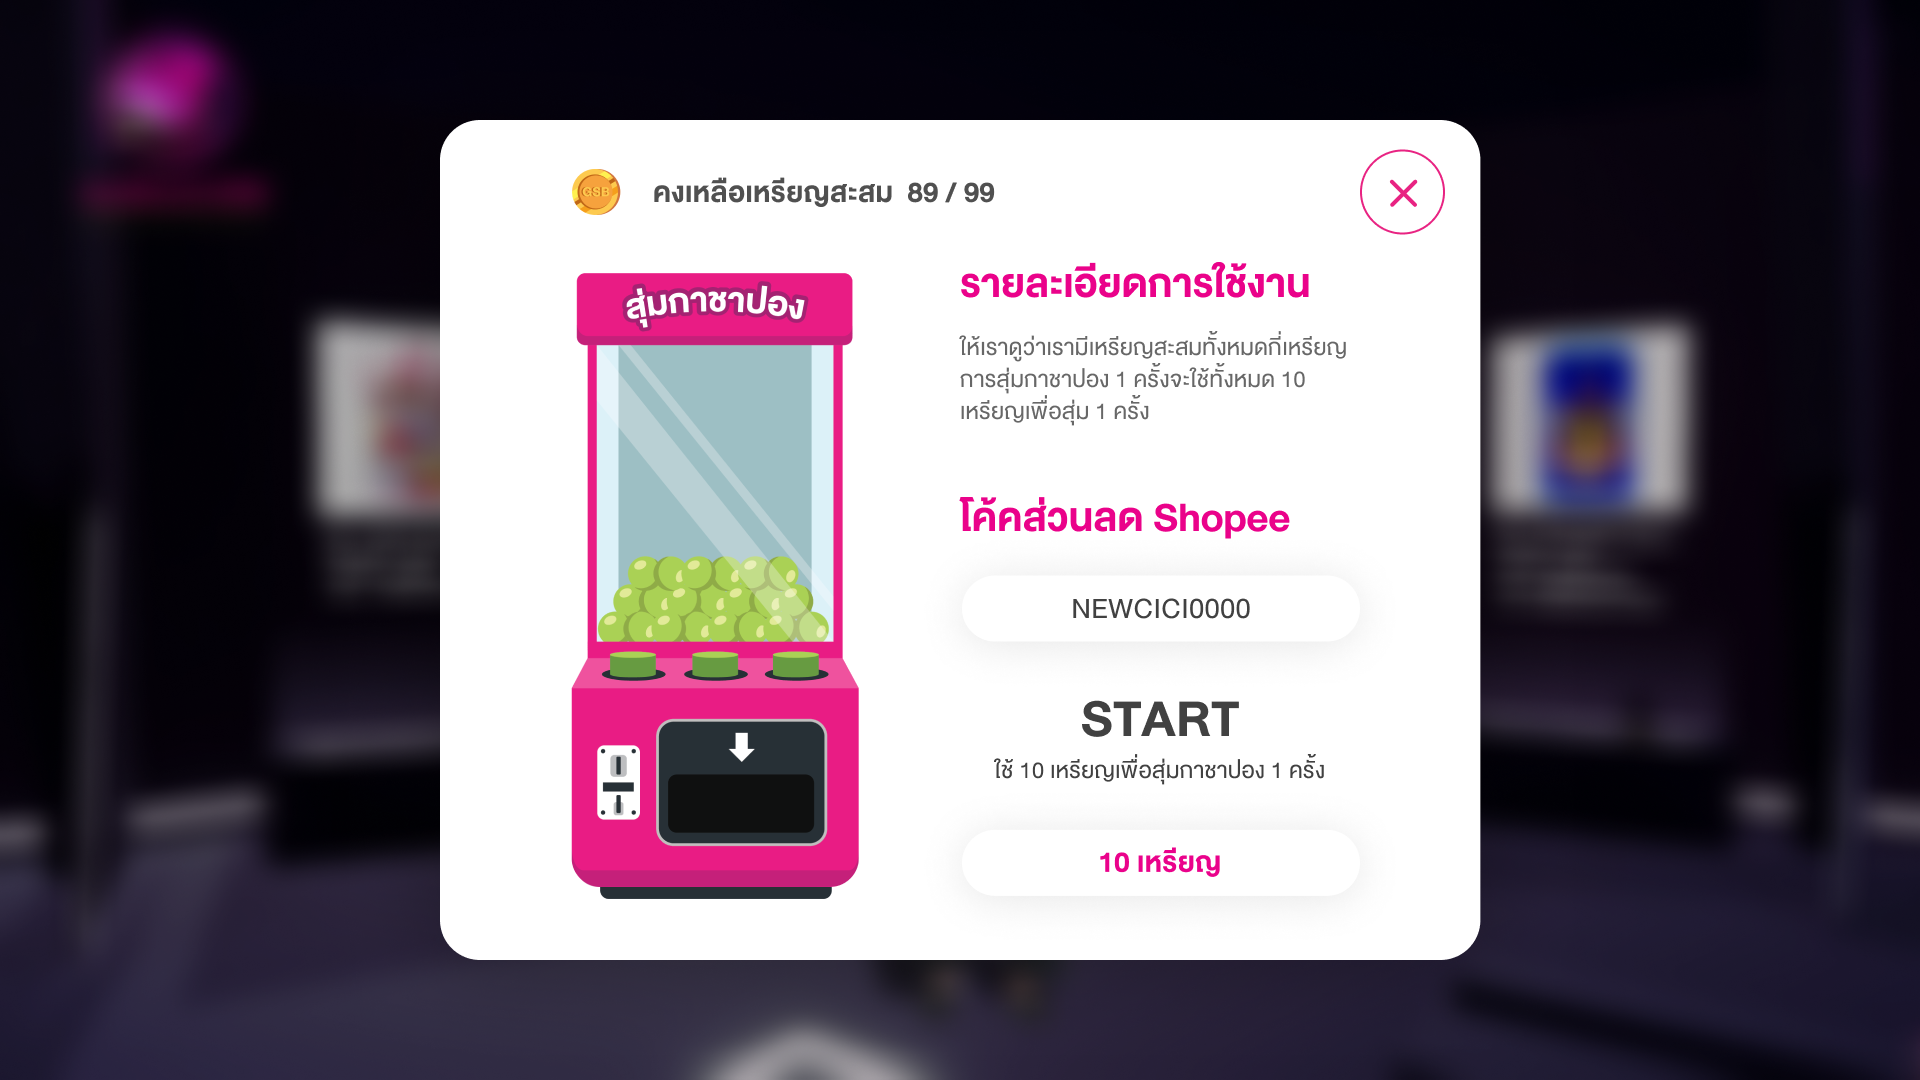 GSB
คงเหลือเหรียญสะสม 89 / 99
สุ่มกาชาปอง
รายละเอียดการใช้งาน
ให้เราดูว่าเรามีเหรียญสะสมทั้งหมดกี่เหรียญ
การสุ่มกาชาปอง 1 ครั้งจะใช้ทั้งหมด 10
เหรียญเพื่อสุ่ม 1 ครั้ง
โค้คส่วนลด Shopee
NEWCICI0000
START
ใช้ 10 เหรียญเพื่อสุ่มกาชาปอง 1 ครั้ง
10 เหรียญ